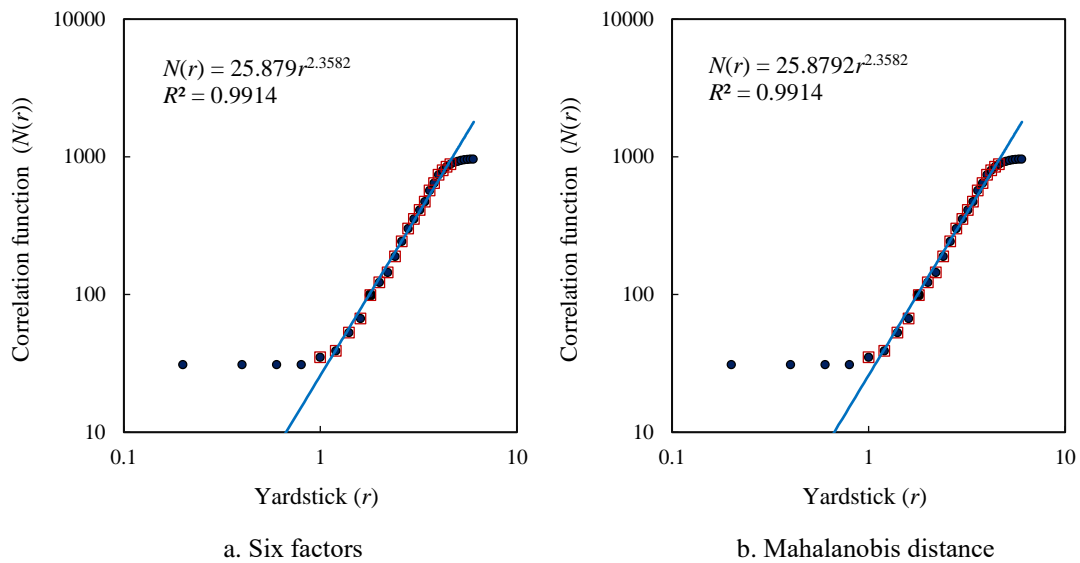 10000
1000
100
10
0.1
1
10
Correlation function (N(r))
Yardstick (r)
N(r) = 25.879r^2.3582
R² = 0.9914
a. Six factors
10000
1000
100
10
0.1
1
10
Correlation function (N(r))
Yardstick (r)
N(r) = 25.8792r^2.3582
R² = 0.9914
b. Mahalanobis distance